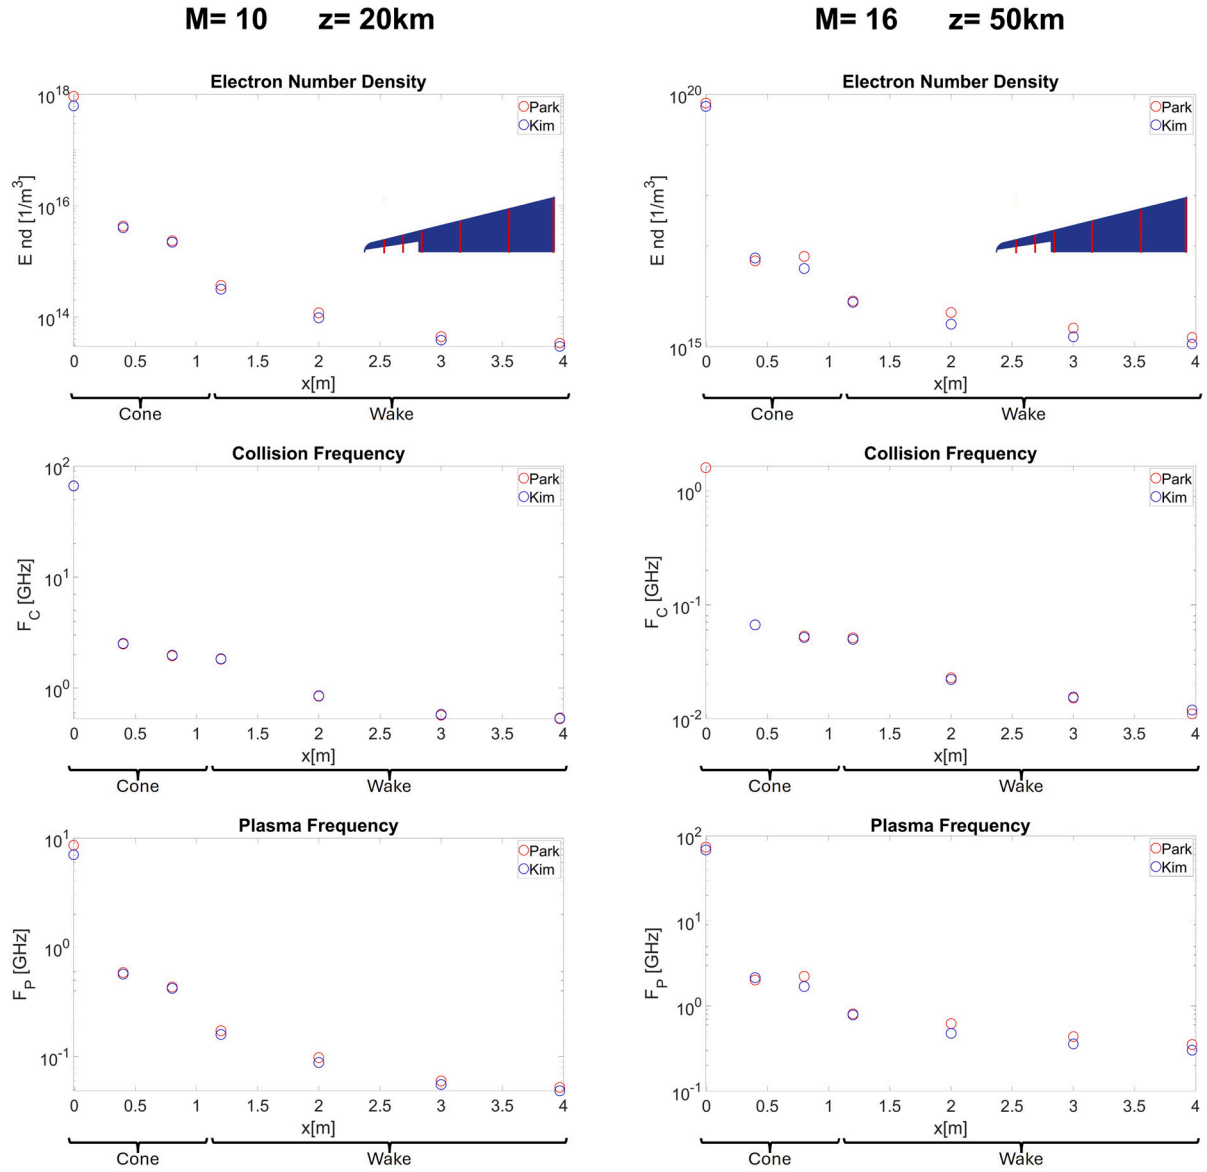 M= 10 z= 20km
M= 16 z= 50km
Electron Number Density
10^18
10^16
10^14
E nd [1/m^3]
Park
Kim
0 0.5 1 1.5 2 2.5 3 3.5 4
x[m]
Cone
Wake
Electron Number Density
10^20
10^15
E nd [1/m^3]
Park
Kim
0 0.5 1 1.5 2 2.5 3 3.5 4
x[m]
Cone
Wake
Collision Frequency
10^2
10^1
10^0
F_C [GHz]
Park
Kim
0 0.5 1 1.5 2 2.5 3 3.5 4
x[m]
Cone
Wake
Collision Frequency
10^0
10^-1
10^-2
F_C [GHz]
Park
Kim
0 0.5 1 1.5 2 2.5 3 3.5 4
x[m]
Cone
Wake
Plasma Frequency
10^1
10^0
10^-1
F_P [GHz]
Park
Kim
0 0.5 1 1.5 2 2.5 3 3.5 4
x[m]
Cone
Wake
Plasma Frequency
10^2
10^1
10^0
10^-1
F_P [GHz]
Park
Kim
0 0.5 1 1.5 2 2.5 3 3.5 4
x[m]
Cone
Wake